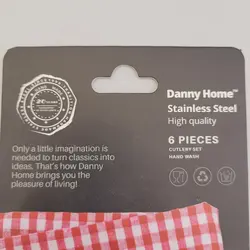 Danny Home™
Stainless Steel
High quality
6 PIECES
CUTLERY SET
HAND WASH
Only a little imagination is
needed to turn classics into
ideas. That's how Danny
Home brings you the
pleasure of living!